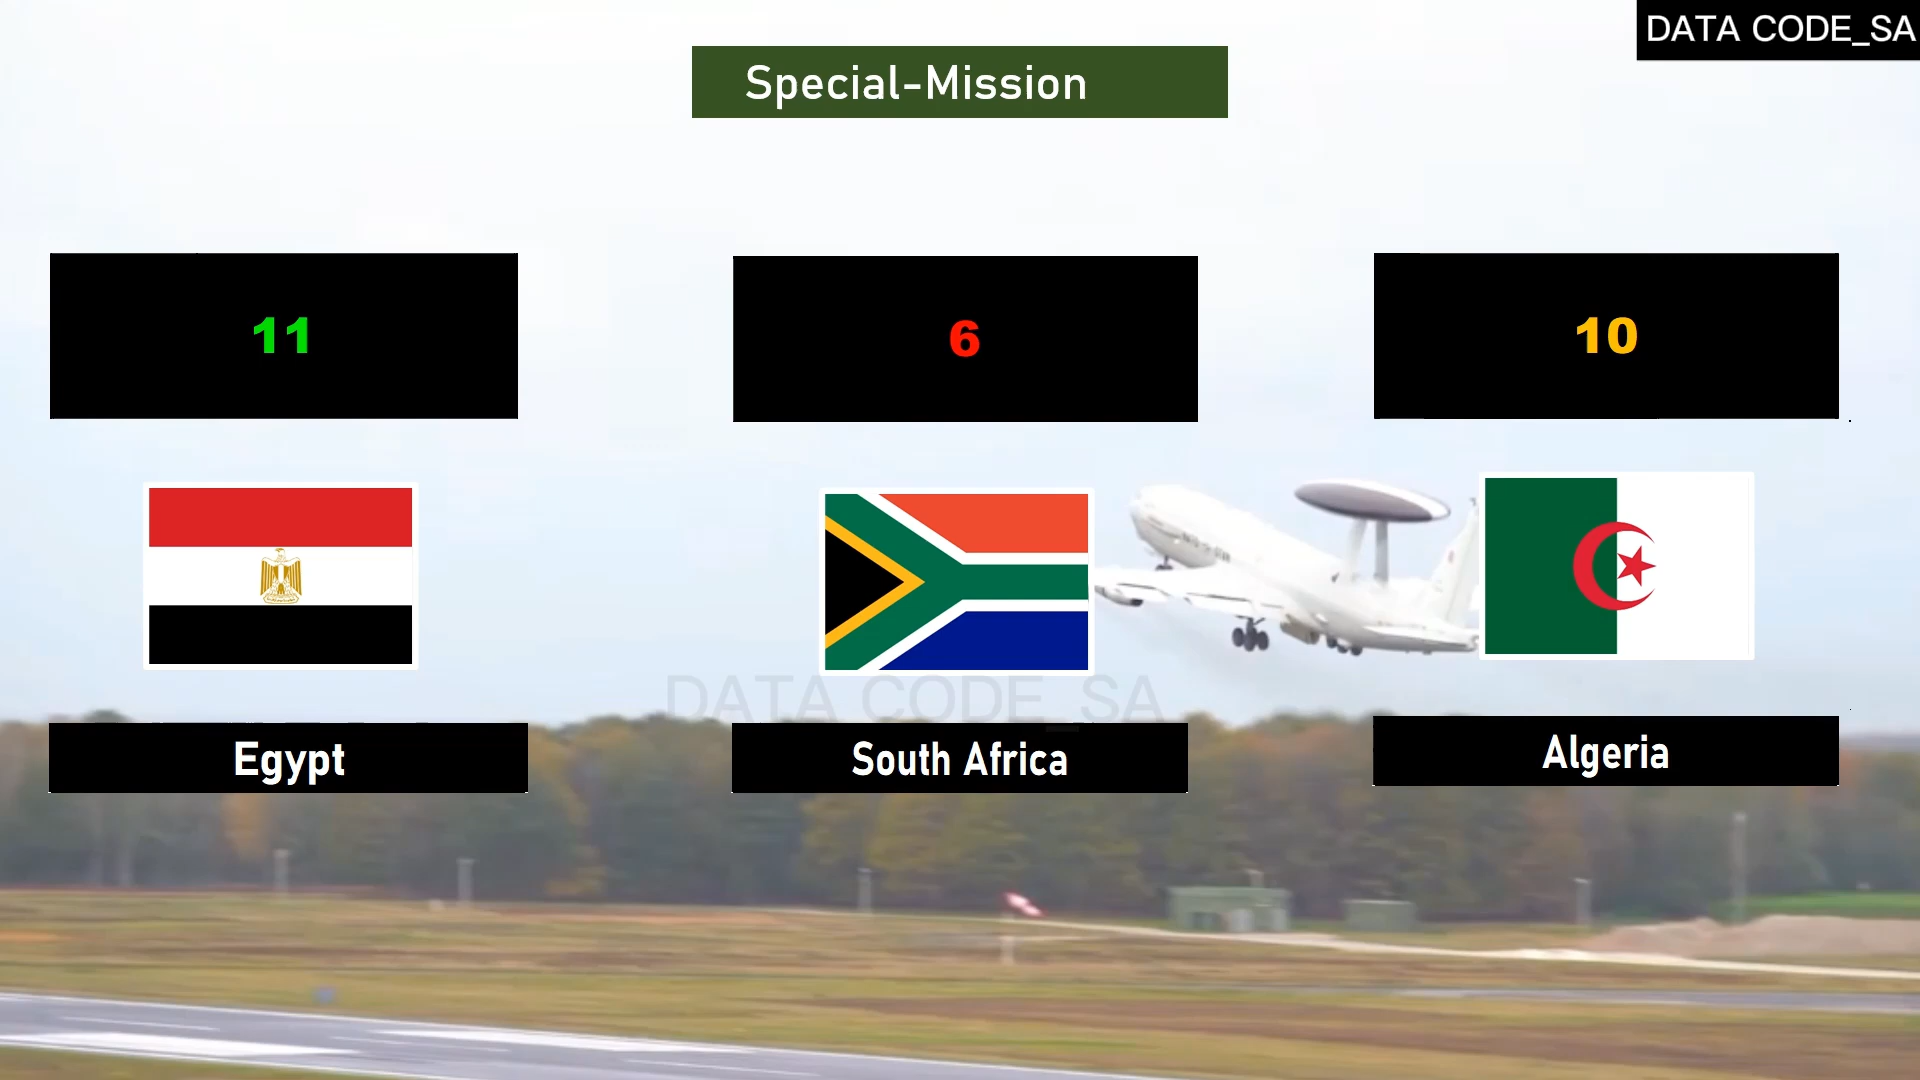 DATA CODE_SA
Special-Mission
11
6
10
DATA CODE_SA
Egypt
South Africa
Algeria